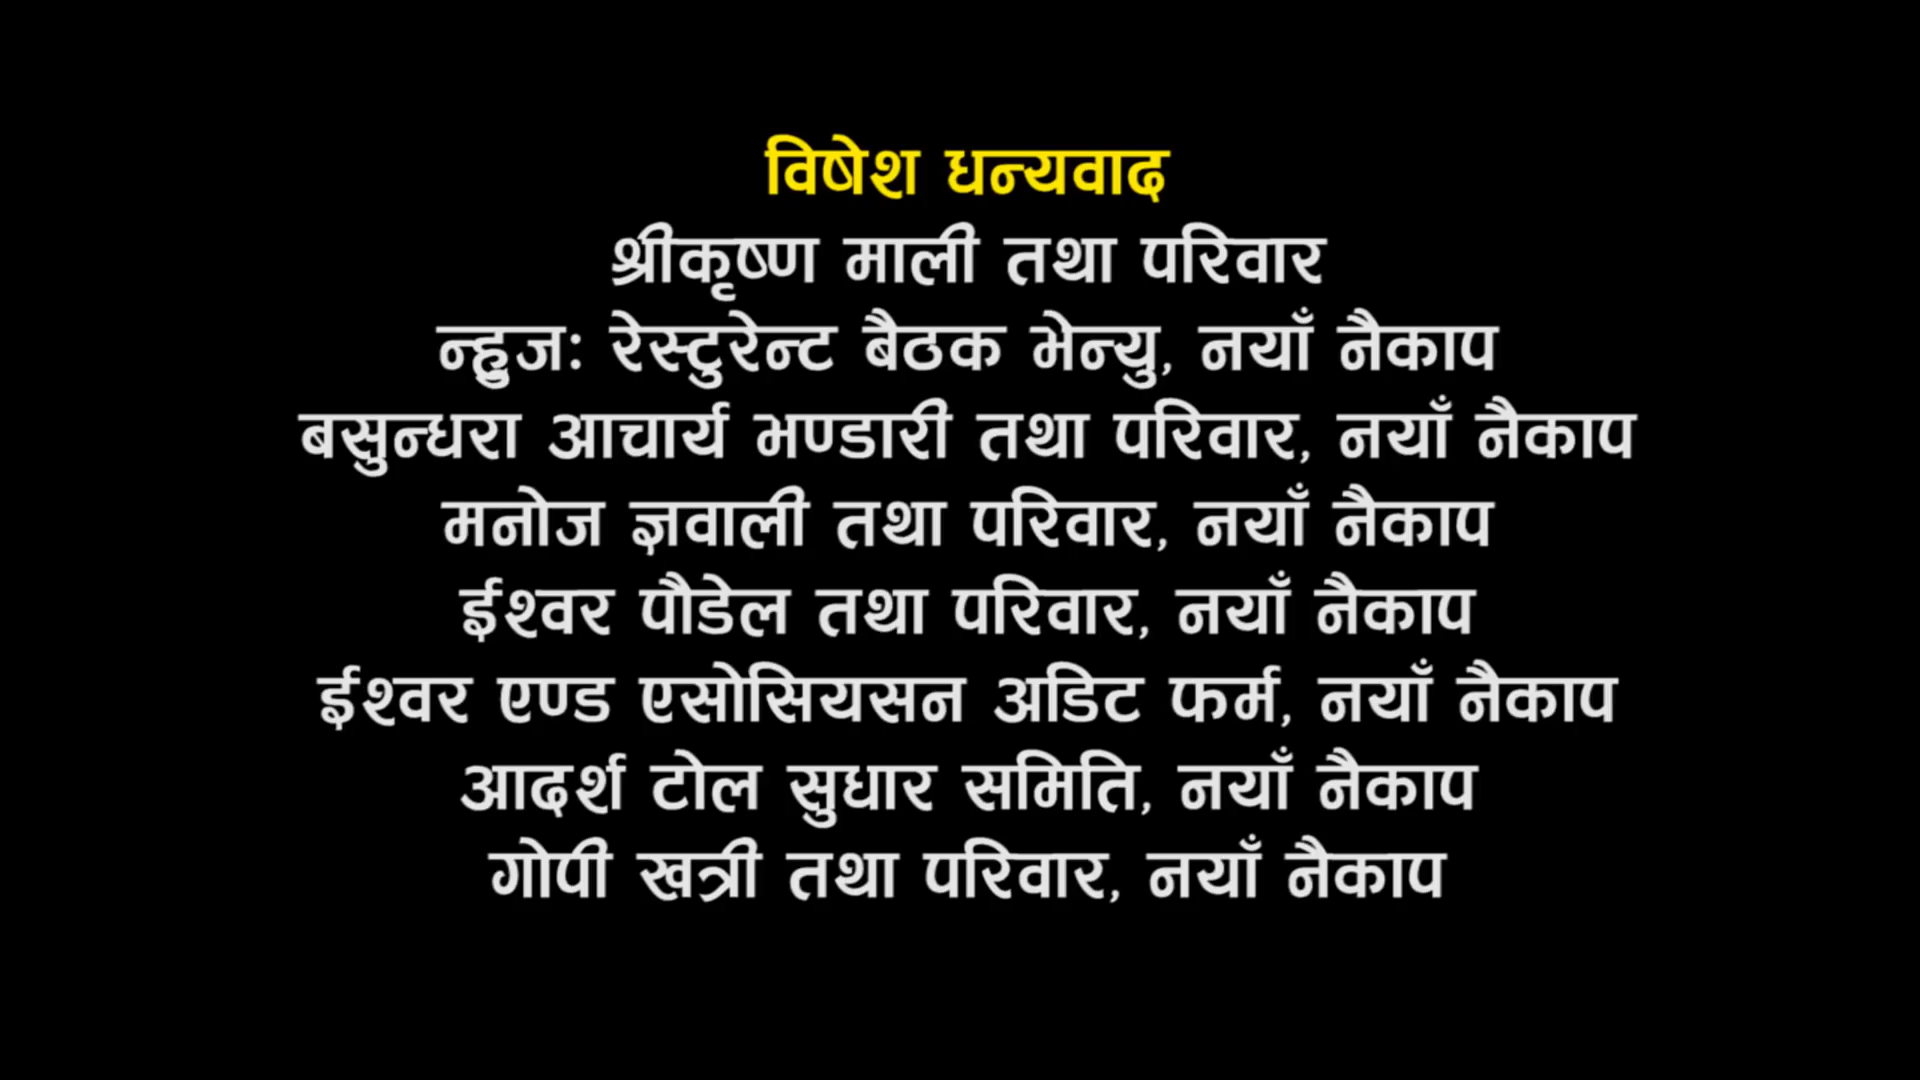 विषेश धन्यवाद
श्रीकृष्ण माली तथा परिवार
न्हुजः रेस्टुरेन्ट बैठक भेन्यु, नयाँ नैकाप
बसुन्धरा आचार्य भण्डारी तथा परिवार, नयाँ नैकाप
मनोज ज्ञवाली तथा परिवार, नयाँ नैकाप
ईश्वर पौडेल तथा परिवार, नयाँ नैकाप
ईश्वर एण्ड एसोसियसन अडिट फर्म, नयाँ नैकाप
आदर्श टोल सुधार समिति, नयाँ नैकाप
गोपी खत्री तथा परिवार, नयाँ नैकाप